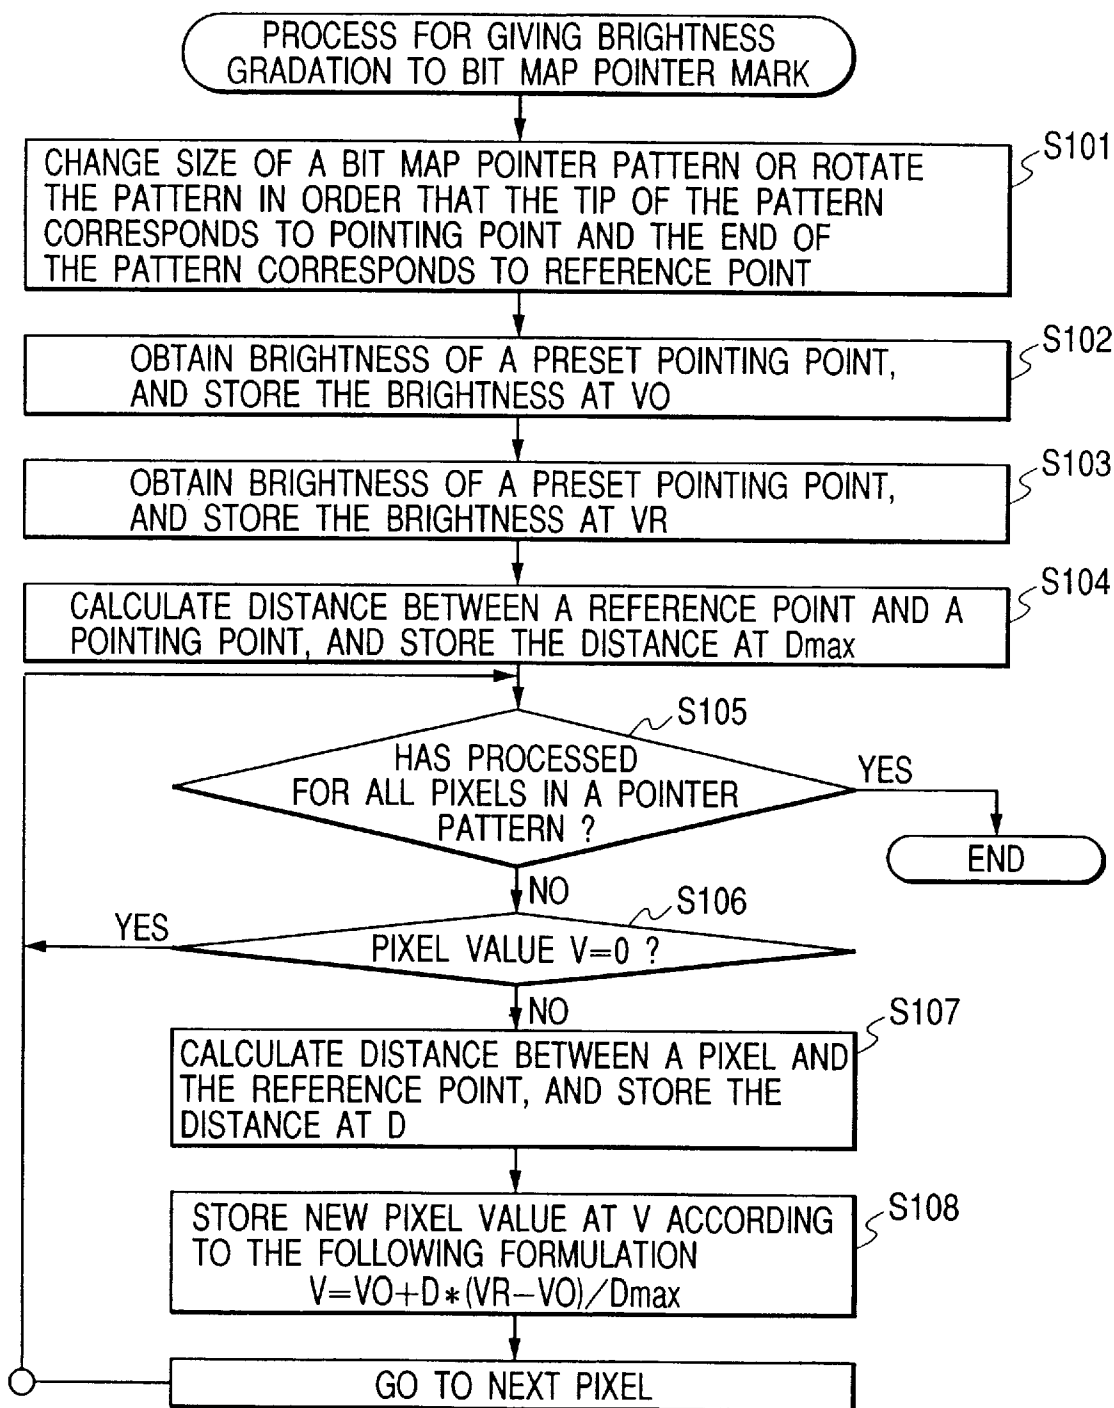 PROCESS FOR GIVING BRIGHTNESS
GRADATION TO BIT MAP POINTER MARK
S101
CHANGE SIZE OF A BIT MAP POINTER PATTERN OR ROTATE
THE PATTERN IN ORDER THAT THE TIP OF THE PATTERN
CORRESPONDS TO POINTING POINT AND THE END OF
THE PATTERN CORRESPONDS TO REFERENCE POINT
S102
OBTAIN BRIGHTNESS OF A PRESET POINTING POINT,
AND STORE THE BRIGHTNESS AT VO
S103
OBTAIN BRIGHTNESS OF A PRESET POINTING POINT,
AND STORE THE BRIGHTNESS AT VR
S104
CALCULATE DISTANCE BETWEEN A REFERENCE POINT AND A
POINTING POINT, AND STORE THE DISTANCE AT Dmax
S105
HAS PROCESSED
FOR ALL PIXELS IN A POINTER
PATTERN ?
YES
END
NO
S106
YES
PIXEL VALUE V=0 ?
NO
S107
CALCULATE DISTANCE BETWEEN A PIXEL AND
THE REFERENCE POINT, AND STORE THE
DISTANCE AT D
S108
STORE NEW PIXEL VALUE AT V ACCORDING
TO THE FOLLOWING FORMULATION
V=VO+D*(VR-VO)/Dmax
GO TO NEXT PIXEL